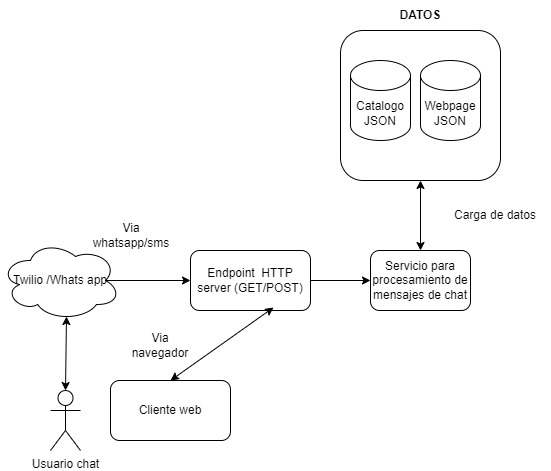 DATOS
Catalogo
JSON
Webpage
JSON
Carga de datos
Via
whatsapp/sms
Twilio /Whats app
Endpoint HTTP
server (GET/POST)
Servicio para
procesamiento de
mensajes de chat
Via
navegador
Cliente web
Usuario chat